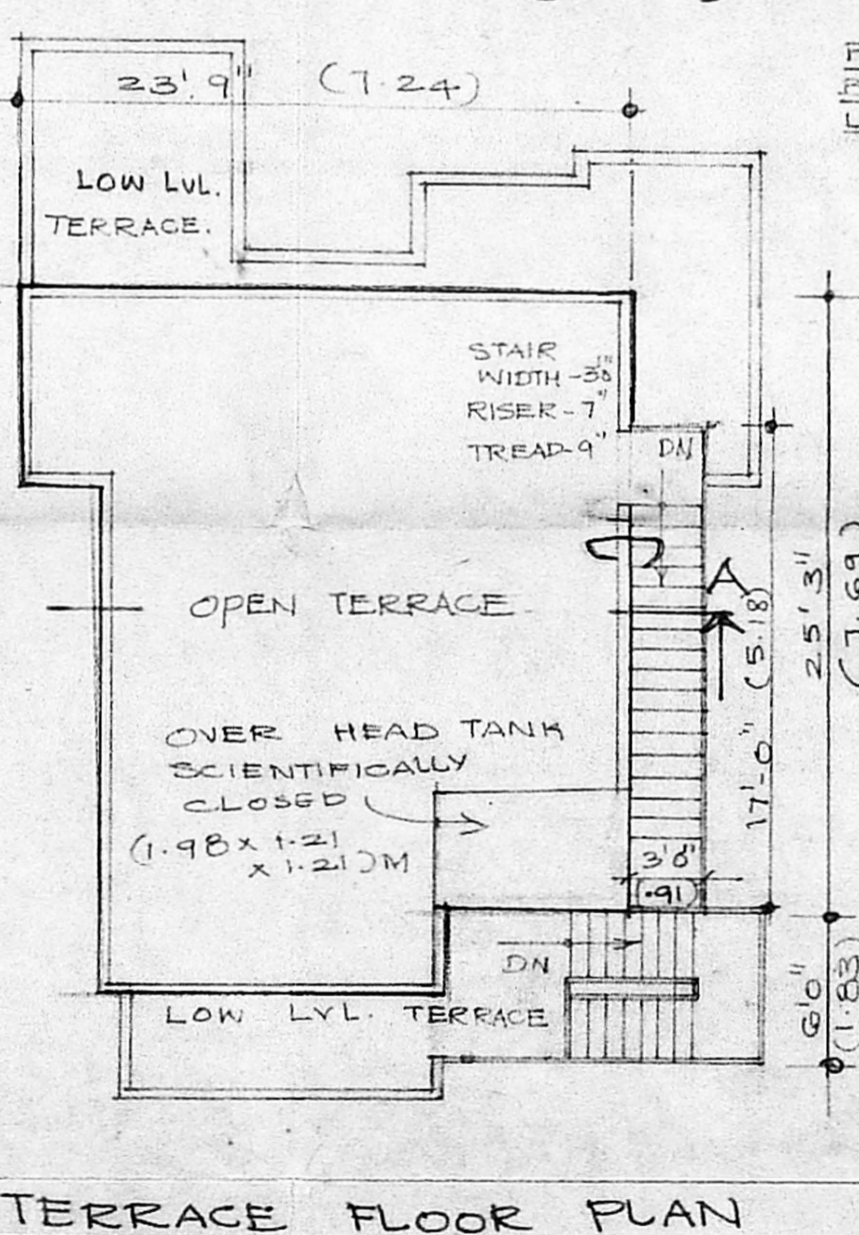 23'.9" (7.24)
LOW LVL.
TERRACE.
STAIR
WIDTH-3'0"
RISER-7"
TREAD-9"
DN
A
OPEN TERRACE
25'.3"
(7.69)
17'-0" (5.18)
OVER HEAD TANK
SCIENTIFICALLY
CLOSED
(1.98 x 1.21
x 1.21)M
3'0"
(.91)
DN
LOW LVL. TERRACE
6'0"
(1.83)
TERRACE FLOOR PLAN